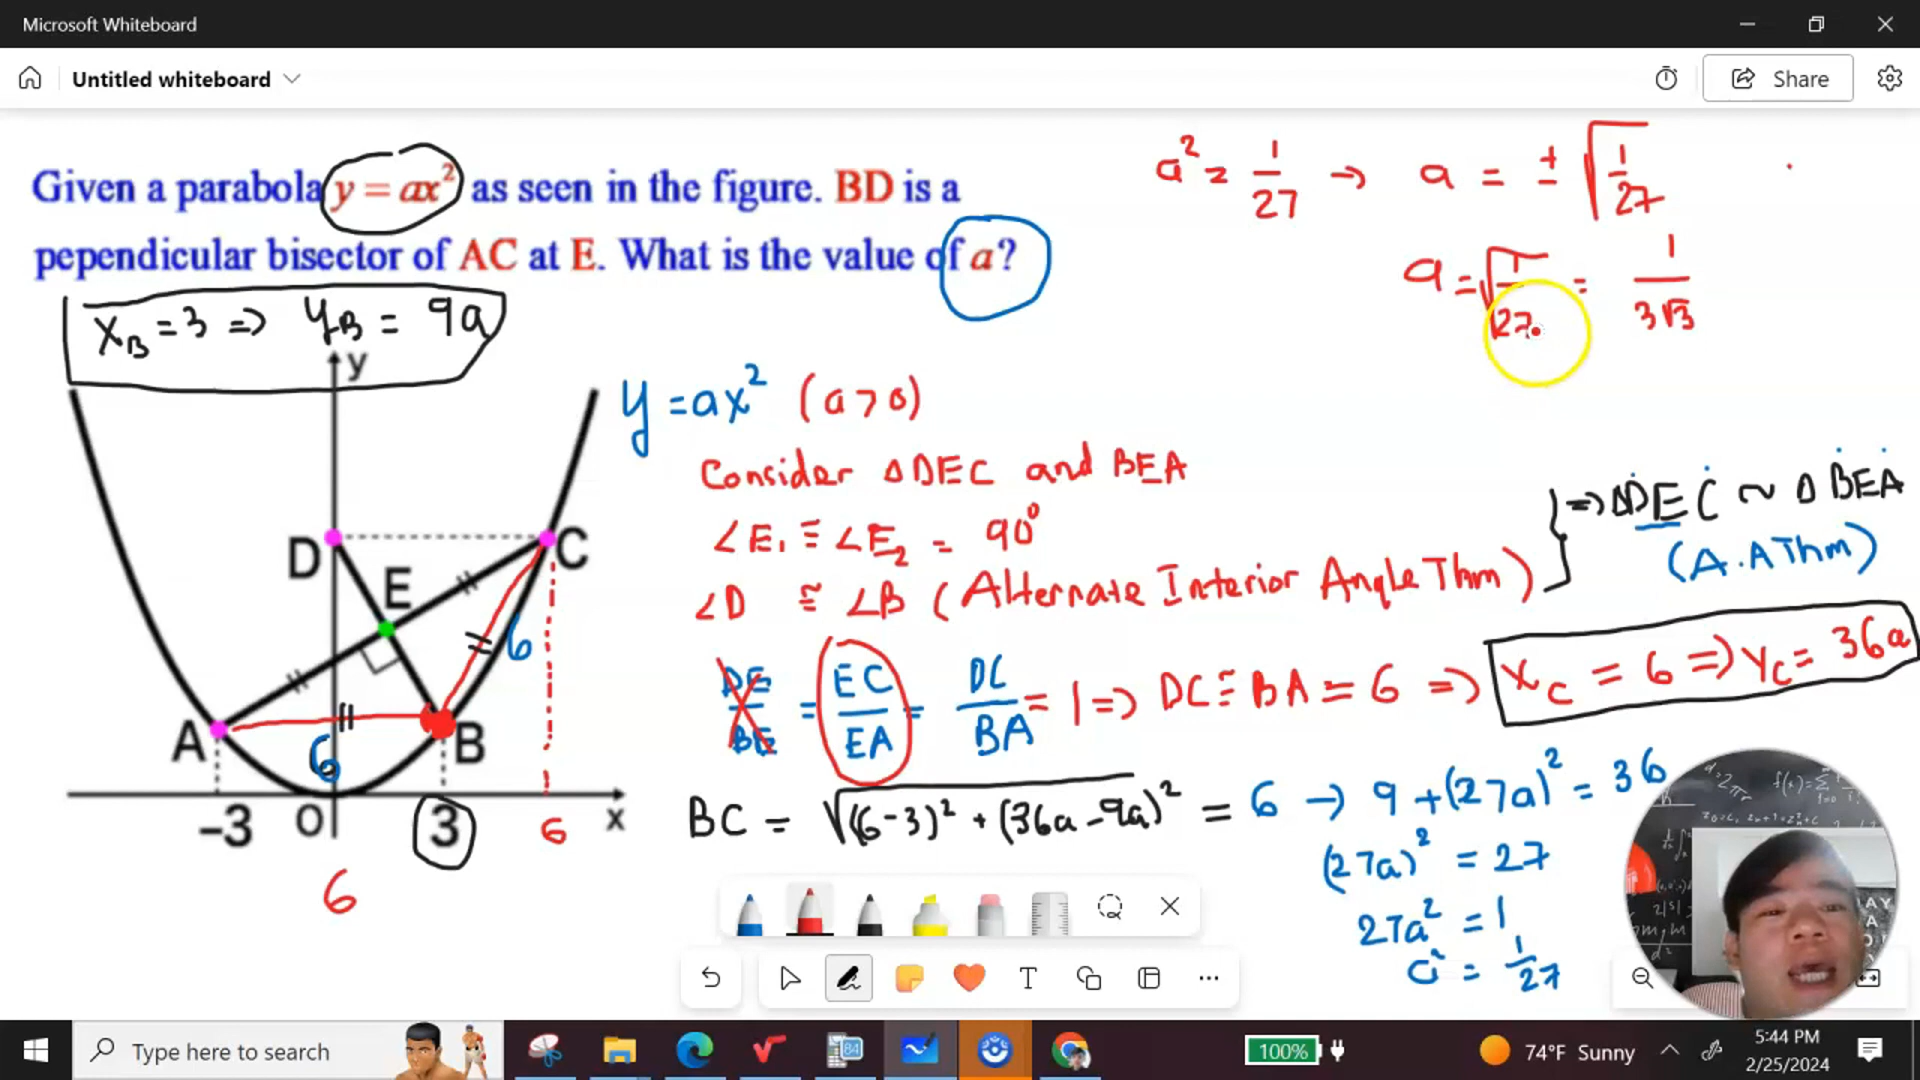 Microsoft Whiteboard
Untitled whiteboard
Share
Given a parabola y = ax² as seen in the figure. BD is a
pependicular bisector of AC at E. What is the value of a?
x_B = 3 => y_B = 9a
a² = 1/27 → a = ± √(1/27)
a = √(1/27) = 1/(3√3)
y = ax² (a > 0)
Consider △DEC and BEA
∠E₁ ≅ ∠E₂ = 90°
∠D ≅ ∠B (Alternate Interior Angle Thm)
=> △DEC ~ △BEA
(A.A Thm)
DE/BE = EC/EA = DC/BA = 1 => DC ≅ BA = 6 => x_C = 6 => y_C = 36a
BC = √((6-3)² + (36a - 9a)²) = 6 → 9 + (27a)² = 36
(27a)² = 27
27a² = 1
a² = 1/27
y
D
C
E
6
A
B
6
-3
O
3
6
x
6
Type here to search
84
100%
74°F Sunny
5:44 PM
2/25/2024